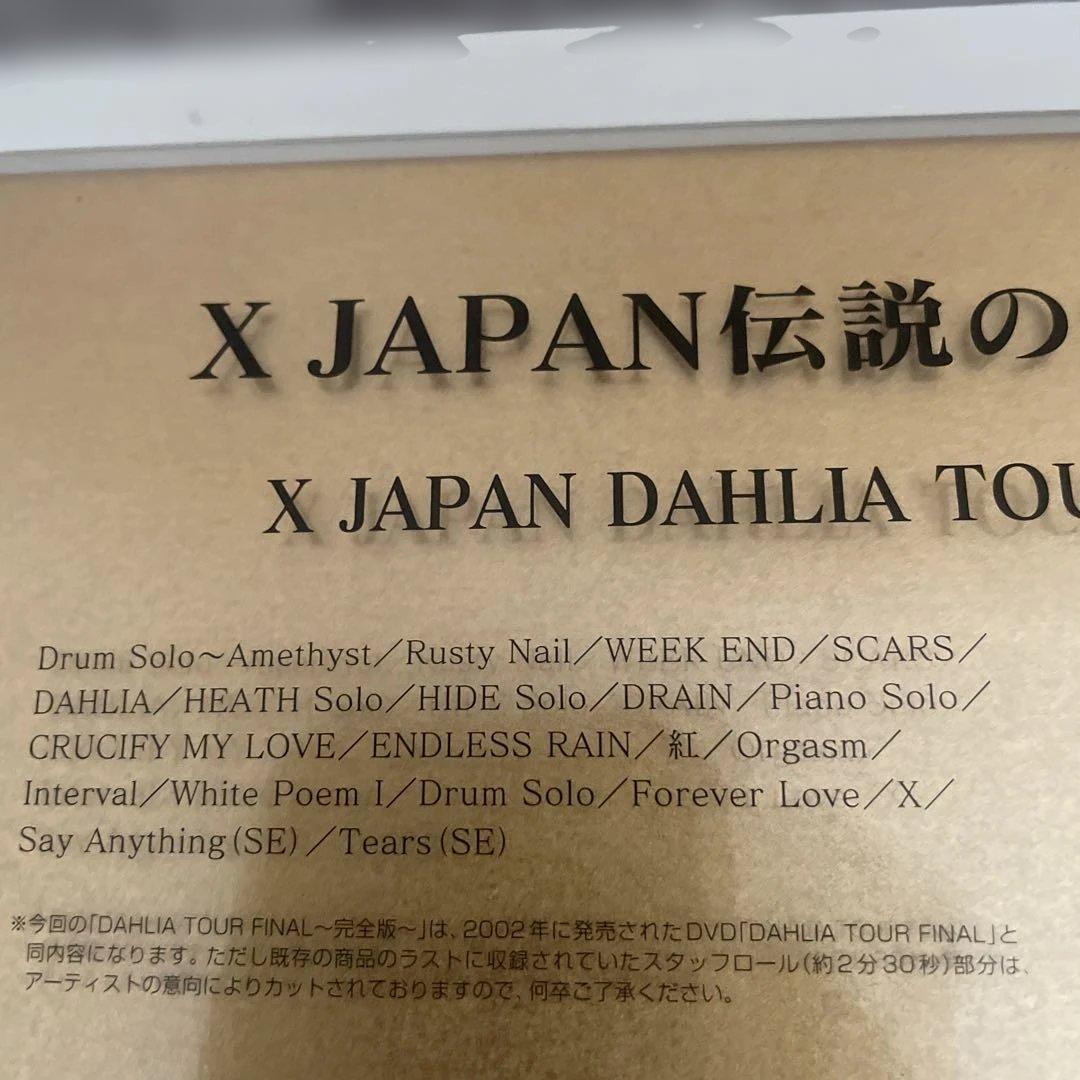 X JAPAN伝説の
X JAPAN DAHLIA TOU
Drum Solo〜Amethyst／Rusty Nail／WEEK END／SCARS／
DAHLIA／HEATH Solo／HIDE Solo／DRAIN／Piano Solo／
CRUCIFY MY LOVE／ENDLESS RAIN／紅／Orgasm／
Interval／White Poem I／Drum Solo／Forever Love／X／
Say Anything(SE)／Tears(SE)
※今回の「DAHLIA TOUR FINAL〜完全版〜」は、2002年に発売されたDVD「DAHLIA TOUR FINAL」と
同内容になります。ただし既存の商品のラストに収録されていたスタッフロール(約2分30秒)部分は、
アーティストの意向によりカットされておりますので、何卒ご了承ください。